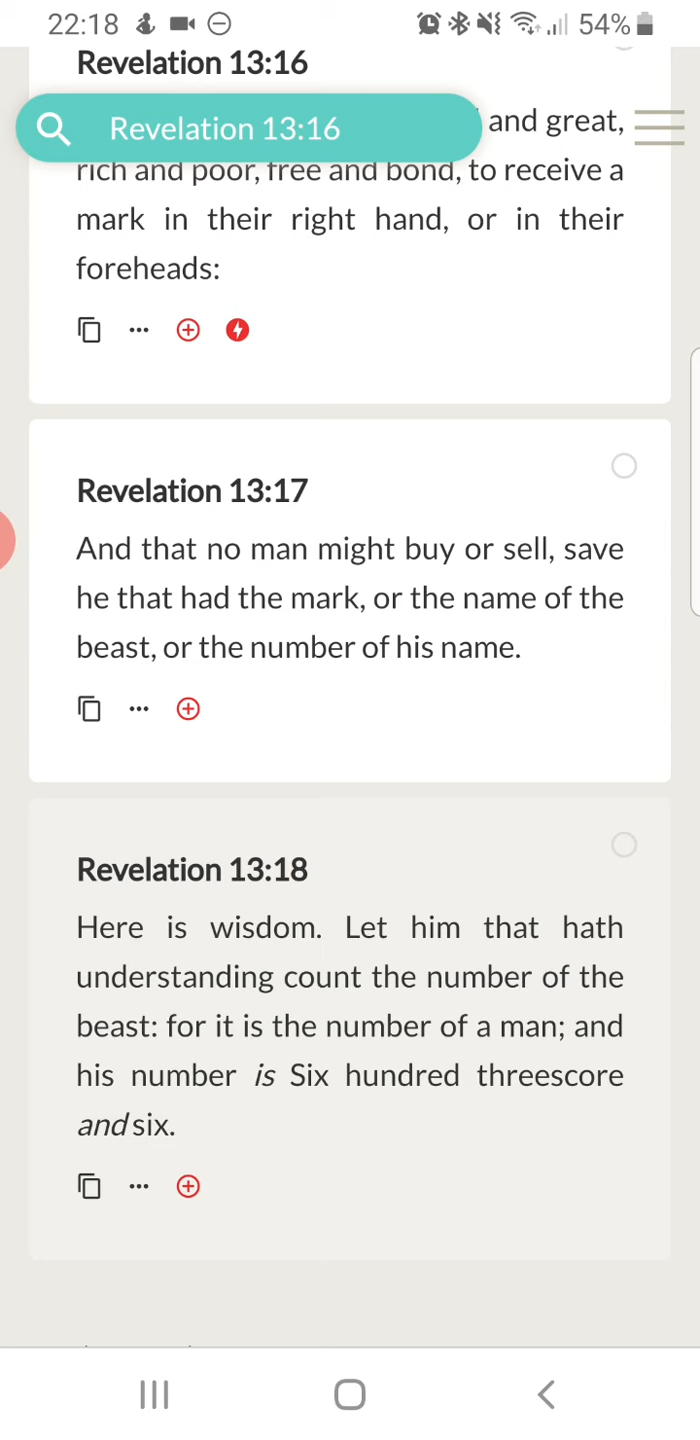 22:18 54%
Revelation 13:16
Revelation 13:16
and great,
rich and poor, free and bond, to receive a
mark in their right hand, or in their
foreheads:
Revelation 13:17
And that no man might buy or sell, save
he that had the mark, or the name of the
beast, or the number of his name.
Revelation 13:18
Here is wisdom. Let him that hath
understanding count the number of the
beast: for it is the number of a man; and
his number is Six hundred threescore
and six.